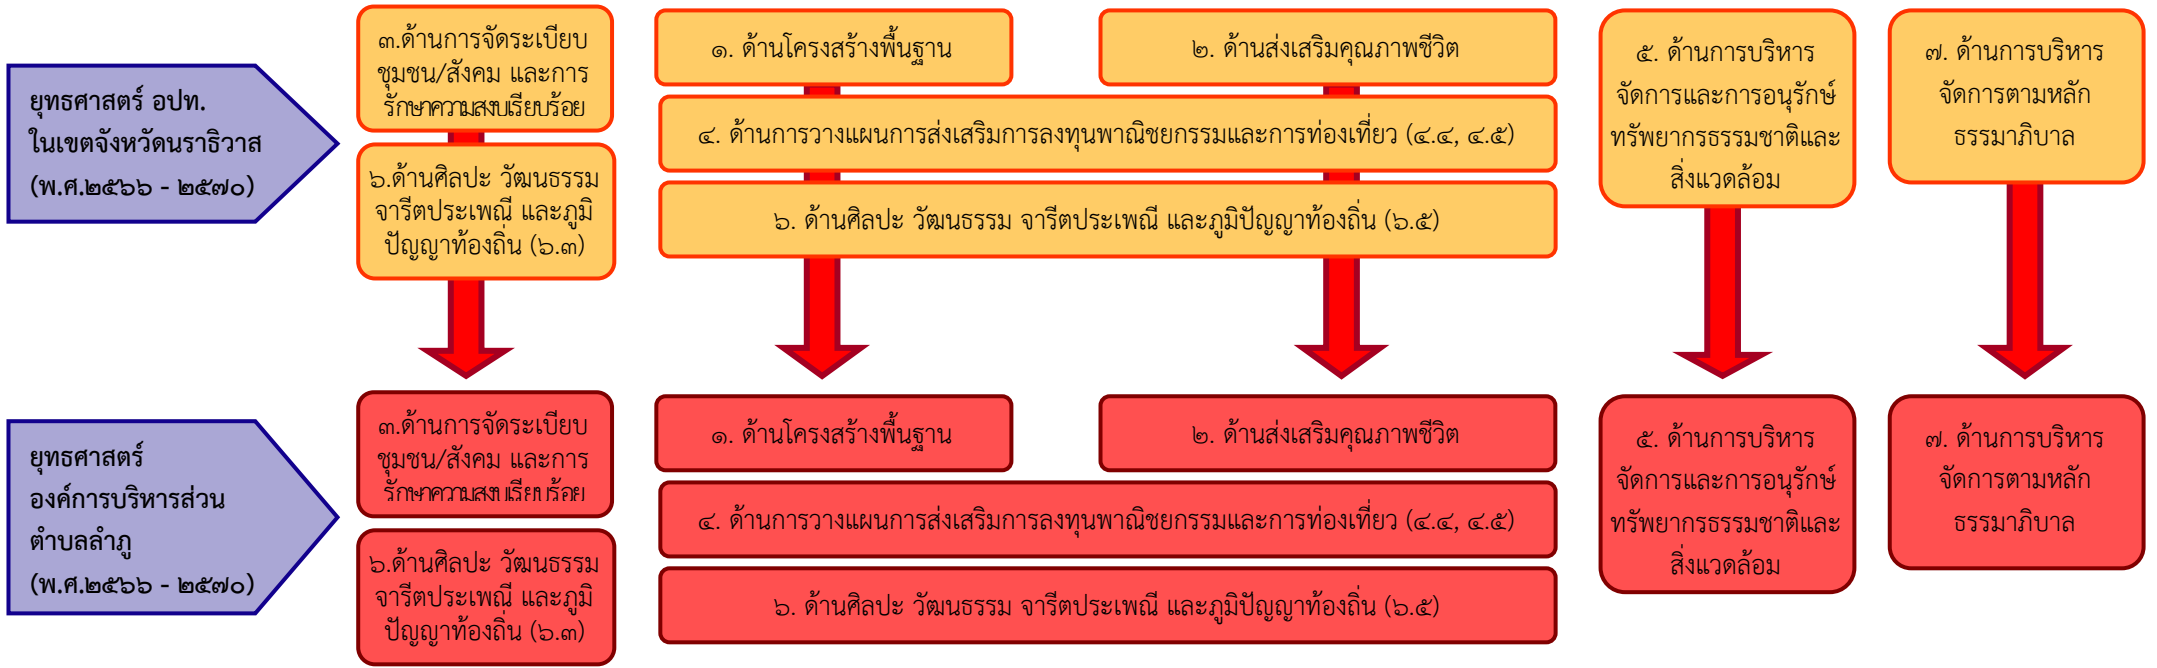 ยุทธศาสตร์ อปท.
ในเขตจังหวัดนราธิวาส
(พ.ศ.๒๕๖๖ - ๒๕๗๐)
๓.ด้านการจัดระเบียบ
ชุมชน/สังคม และการ
รักษาความสงบเรียบร้อย
๖.ด้านศิลปะ วัฒนธรรม
จารีตประเพณี และภูมิ
ปัญญาท้องถิ่น (๖.๓)
๑. ด้านโครงสร้างพื้นฐาน
๒. ด้านส่งเสริมคุณภาพชีวิต
๔. ด้านการวางแผนการส่งเสริมการลงทุนพาณิชยกรรมและการท่องเที่ยว (๔.๔, ๔.๕)
๖. ด้านศิลปะ วัฒนธรรม จารีตประเพณี และภูมิปัญญาท้องถิ่น (๖.๕)
๕. ด้านการบริหาร
จัดการและการอนุรักษ์
ทรัพยากรธรรมชาติและ
สิ่งแวดล้อม
๗. ด้านการบริหาร
จัดการตามหลัก
ธรรมาภิบาล
ยุทธศาสตร์
องค์การบริหารส่วน
ตำบลลำภู
(พ.ศ.๒๕๖๖ - ๒๕๗๐)
๓.ด้านการจัดระเบียบ
ชุมชน/สังคม และการ
รักษาความสงบเรียบร้อย
๖.ด้านศิลปะ วัฒนธรรม
จารีตประเพณี และภูมิ
ปัญญาท้องถิ่น (๖.๓)
๑. ด้านโครงสร้างพื้นฐาน
๒. ด้านส่งเสริมคุณภาพชีวิต
๔. ด้านการวางแผนการส่งเสริมการลงทุนพาณิชยกรรมและการท่องเที่ยว (๔.๔, ๔.๕)
๖. ด้านศิลปะ วัฒนธรรม จารีตประเพณี และภูมิปัญญาท้องถิ่น (๖.๕)
๕. ด้านการบริหาร
จัดการและการอนุรักษ์
ทรัพยากรธรรมชาติและ
สิ่งแวดล้อม
๗. ด้านการบริหาร
จัดการตามหลัก
ธรรมาภิบาล